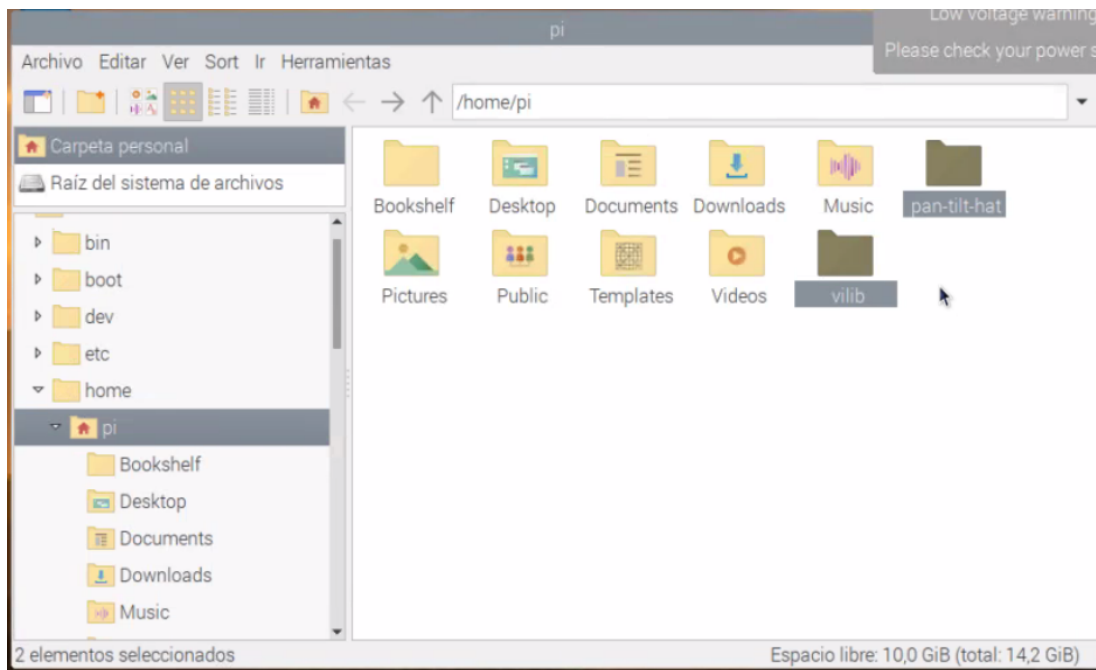 pi
Low voltage warning
Please check your power s
Archivo Editar Ver Sort Ir Herramientas
/home/pi
Carpeta personal
Raíz del sistema de archivos
bin
boot
dev
etc
home
pi
Bookshelf
Desktop
Documents
Downloads
Music
Bookshelf Desktop Documents Downloads Music pan-tilt-hat
Pictures Public Templates Videos vilib
2 elementos seleccionados
Espacio libre: 10,0 GiB (total: 14,2 GiB)